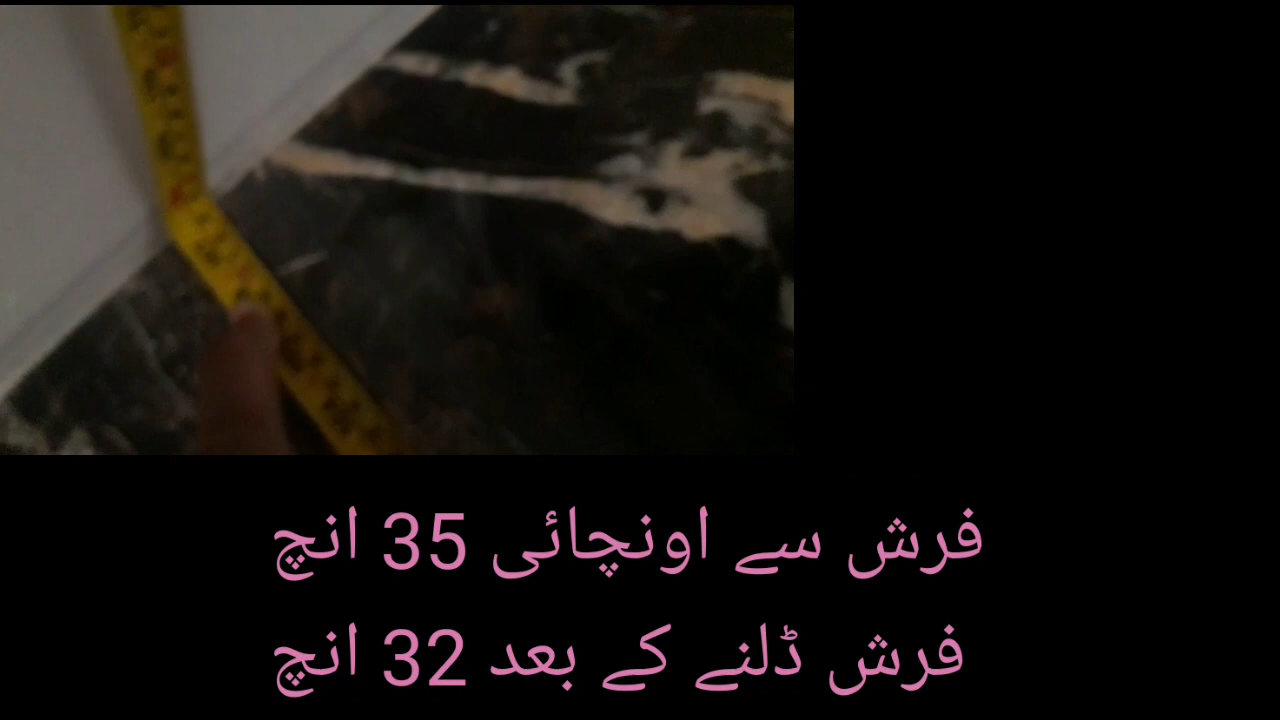 فرش سے اونچائی 35 انچ
فرش ڈلنے کے بعد 32 انچ